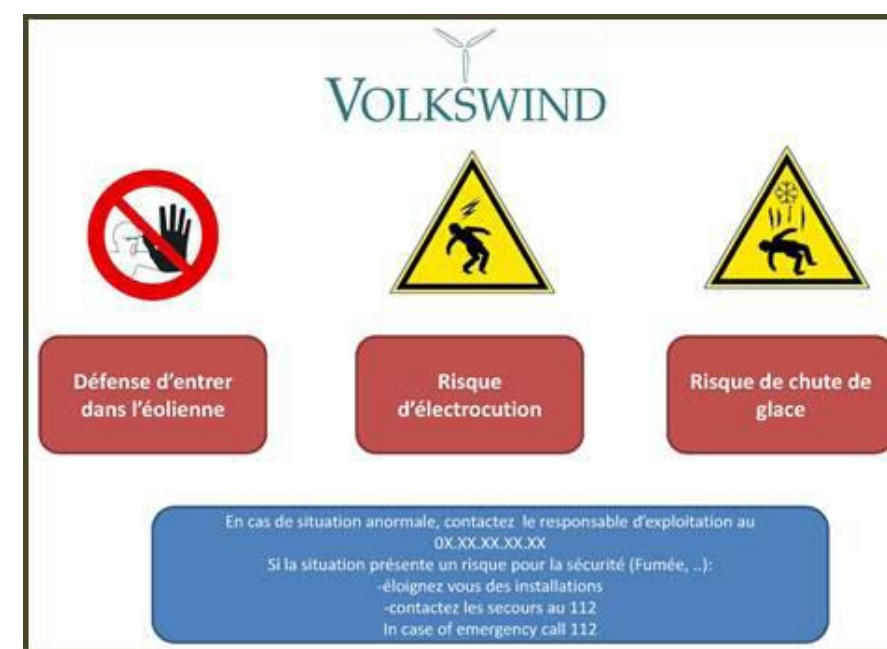 VOLKSWIND
Défense d'entrer
dans l'éolienne
Risque
d'électrocution
Risque de chute de
glace
En cas de situation anormale, contactez le responsable d'exploitation au
0X.XX.XX.XX.XX
Si la situation présente un risque pour la sécurité (Fumée, ..):
-éloignez vous des installations
-contactez les secours au 112
In case of emergency call 112